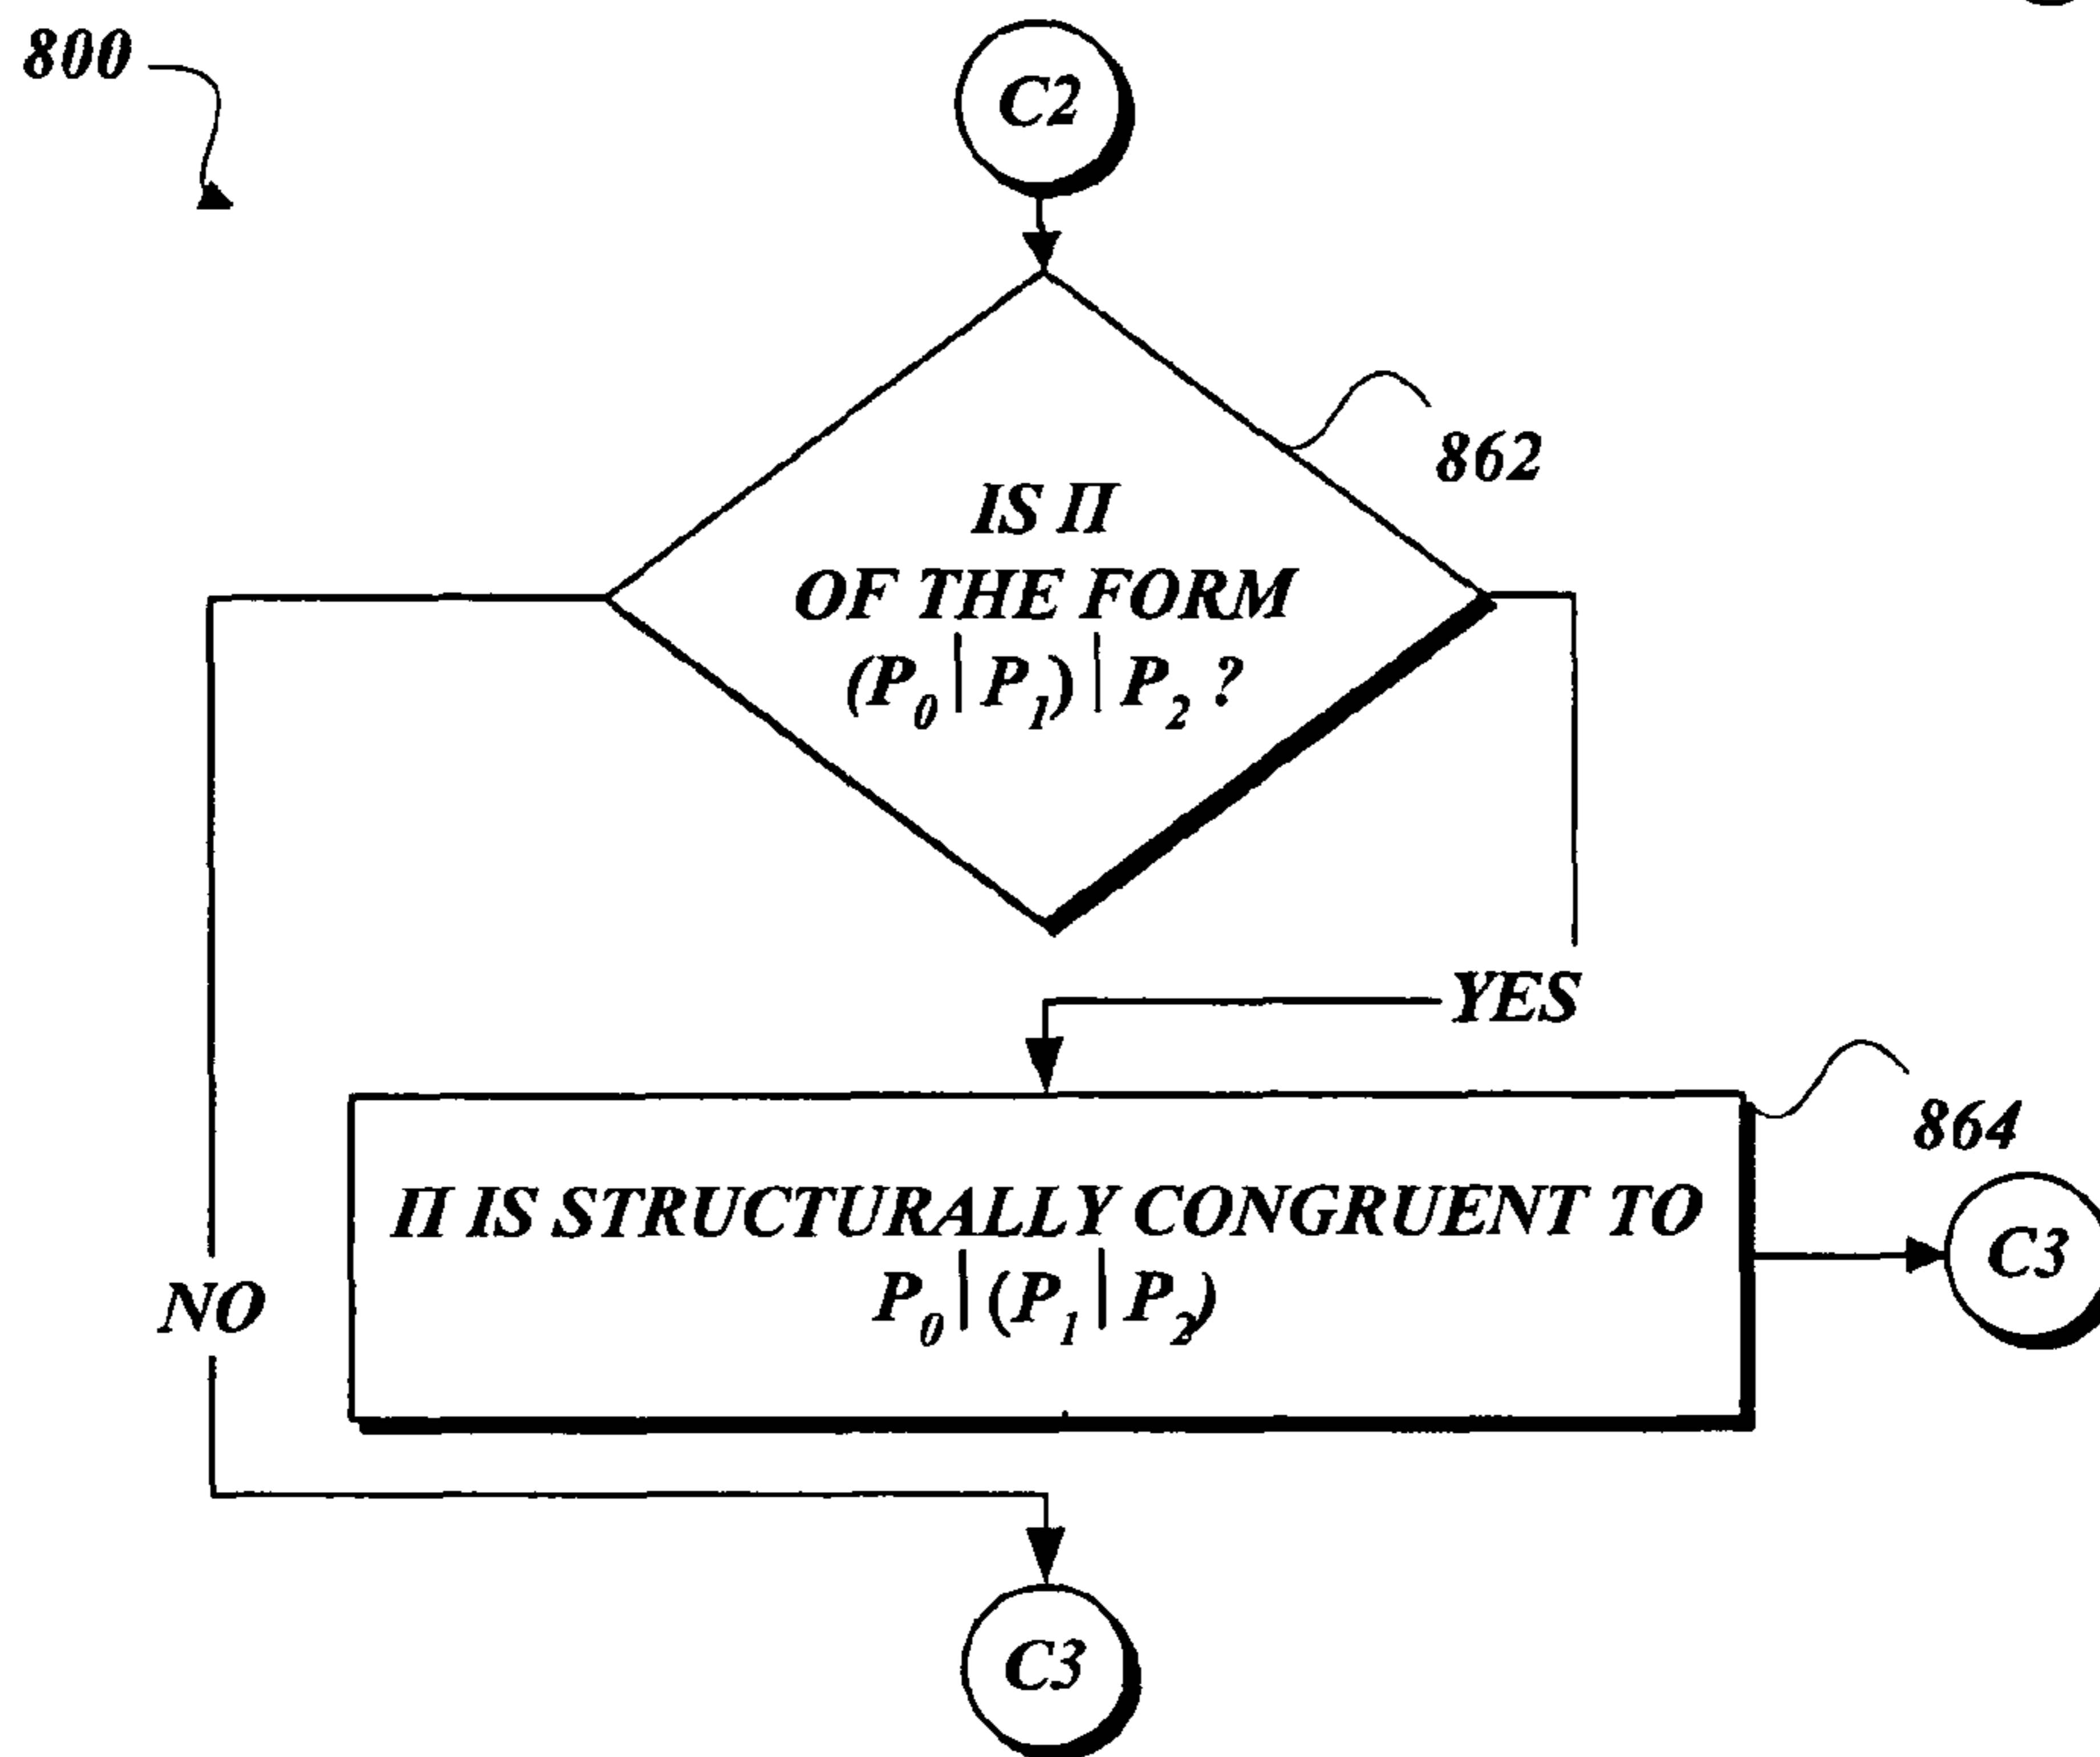 800
C2
862
IS Π
OF THE FORM
(P₀ | P₁) | P₂ ?
YES
864
Π IS STRUCTURALLY CONGRUENT TO
P₀ | (P₁ | P₂)
C3
NO
C3